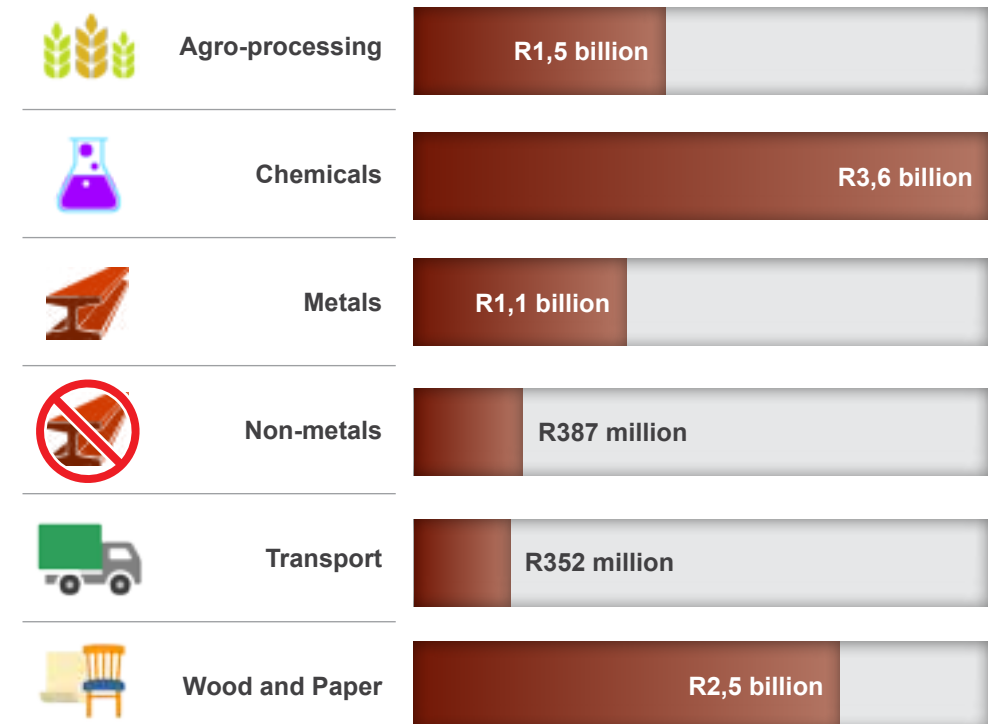 Agro-processing
R1,5 billion
Chemicals
R3,6 billion
Metals
R1,1 billion
Non-metals
R387 million
Transport
R352 million
Wood and Paper
R2,5 billion